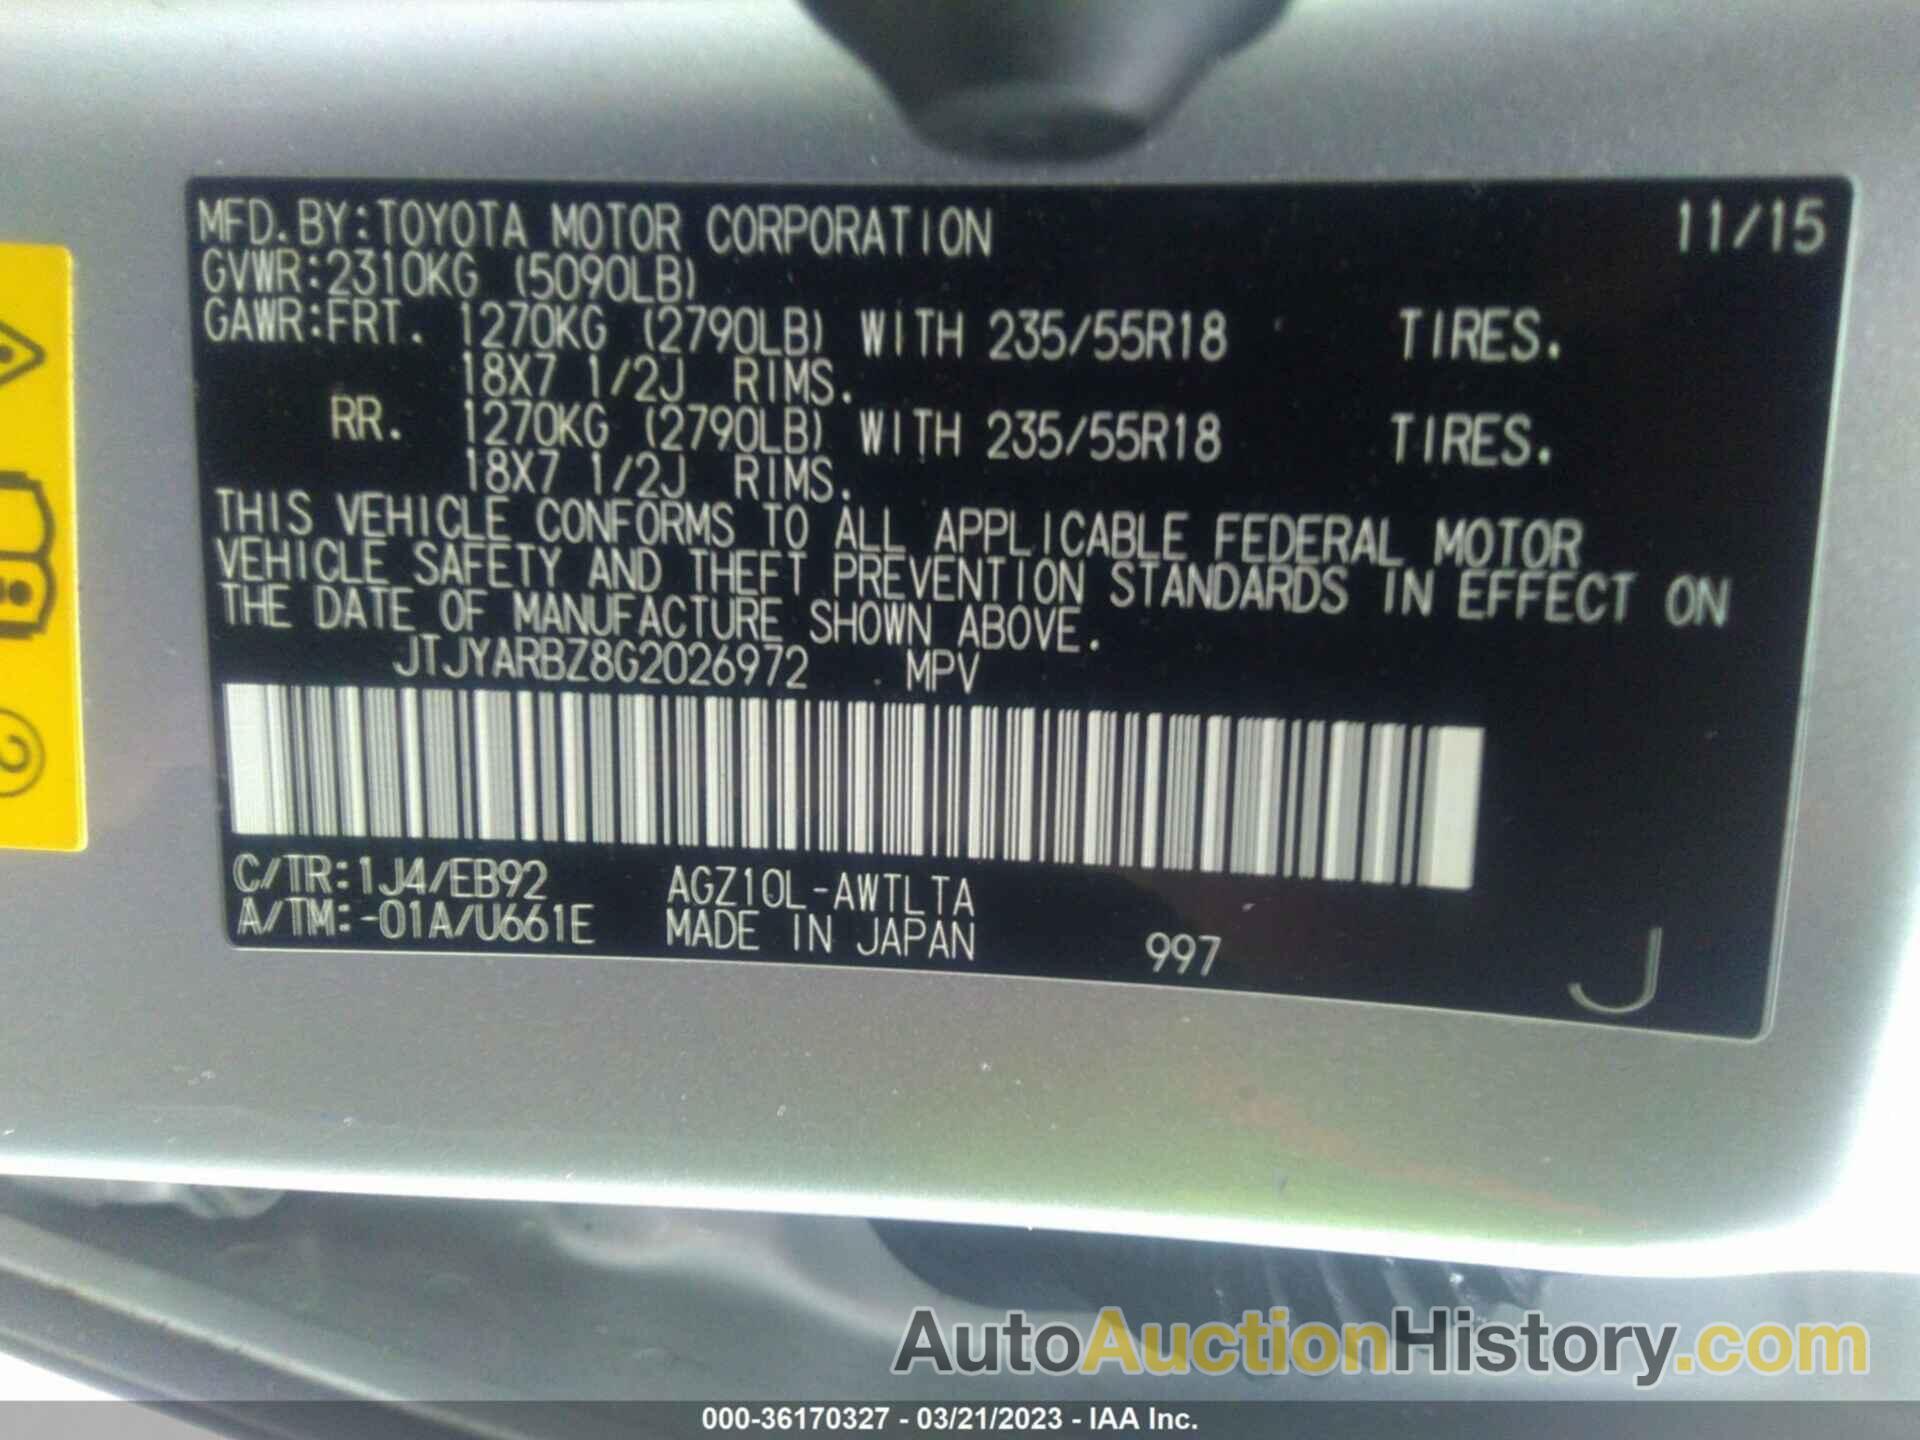 MFD.BY:TOYOTA MOTOR CORPORATION 11/15
GVWR:2310KG (5090LB)
GAWR:FRT. 1270KG (2790LB) WITH 235/55R18 TIRES.
18X7 1/2J RIMS.
RR. 1270KG (2790LB) WITH 235/55R18 TIRES.
18X7 1/2J RIMS.
THIS VEHICLE CONFORMS TO ALL APPLICABLE FEDERAL MOTOR
VEHICLE SAFETY AND THEFT PREVENTION STANDARDS IN EFFECT ON
THE DATE OF MANUFACTURE SHOWN ABOVE.
JTJYARBZ8G2026972 MPV
C/TR:1J4/EB92 AGZ10L-AWTLTA
A/TM:-01A/U661E MADE IN JAPAN 997 J
2
AutoAuctionHistory.com
000-36170327 - 03/21/2023 - IAA Inc.